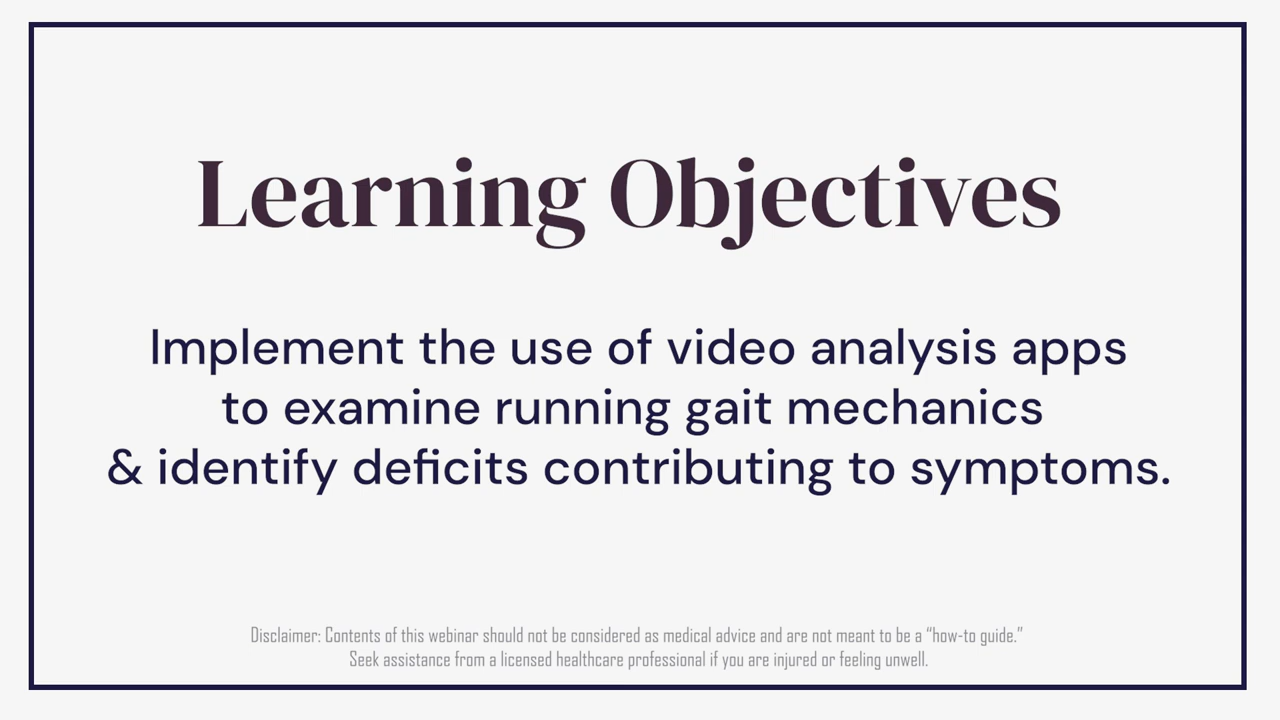 Learning Objectives
Implement the use of video analysis apps
to examine running gait mechanics
& identify deficits contributing to symptoms.
Disclaimer: Contents of this webinar should not be considered as medical advice and are not meant to be a “how-to guide.”
Seek assistance from a licensed healthcare professional if you are injured or feeling unwell.